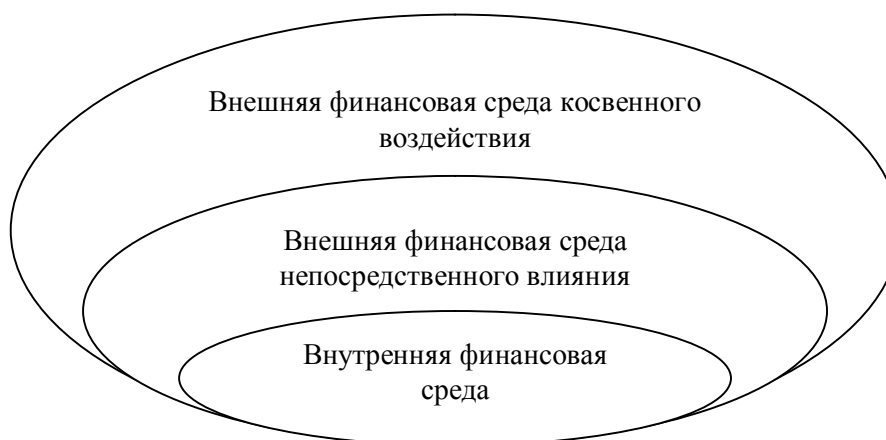 Внешняя финансовая среда косвенного
воздействия
Внешняя финансовая среда
непосредственного влияния
Внутренняя финансовая
среда